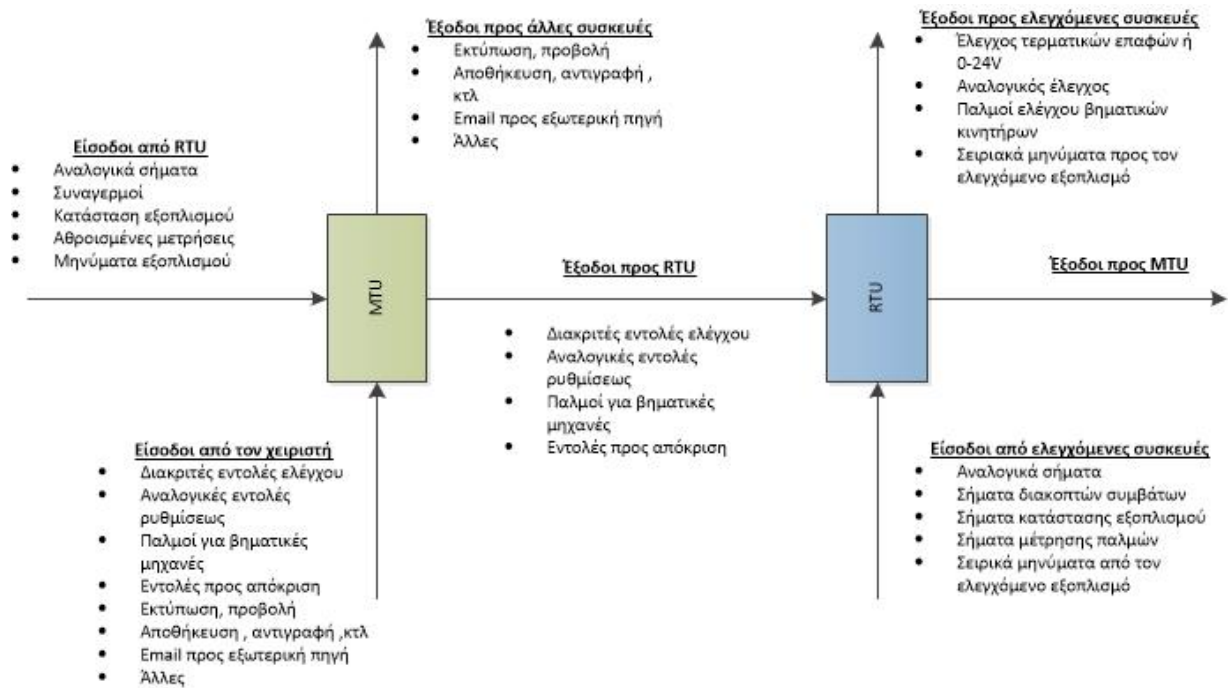 Έξοδοι προς άλλες συσκευές
• Εκτύπωση, προβολή
• Αποθήκευση, αντιγραφή ,
κτλ
• Email προς εξωτερική πηγή
• Άλλες
Έξοδοι προς ελεγχόμενες συσκευές
• Έλεγχος τερματικών επαφών ή
0-24V
• Αναλογικός έλεγχος
• Παλμοί ελέγχου βηματικών
κινητήρων
• Σειριακά μηνύματα προς τον
ελεγχόμενο εξοπλισμό
Είσοδοι από RTU
• Αναλογικά σήματα
• Συναγερμοί
• Κατάσταση εξοπλισμού
• Αθροισμένες μετρήσεις
• Μηνύματα εξοπλισμού
MTU
Έξοδοι προς RTU
• Διακριτές εντολές ελέγχου
• Αναλογικές εντολές
ρυθμίσεως
• Παλμοί για βηματικές
μηχανές
• Εντολές προς απόκριση
RTU
Έξοδοι προς MTU
Είσοδοι από τον χειριστή
• Διακριτές εντολές ελέγχου
• Αναλογικές εντολές
ρυθμίσεως
• Παλμοί για βηματικές
μηχανές
• Εντολές προς απόκριση
• Εκτύπωση, προβολή
• Αποθήκευση , αντιγραφή ,κτλ
• Email προς εξωτερική πηγή
• Άλλες
Είσοδοι από ελεγχόμενες συσκευές
• Αναλογικά σήματα
• Σήματα διακοπτών συμβάτων
• Σήματα κατάστασης εξοπλισμού
• Σήματα μέτρησης παλμών
• Σειρικά μηνύματα από τον
ελεγχόμενο εξοπλισμό